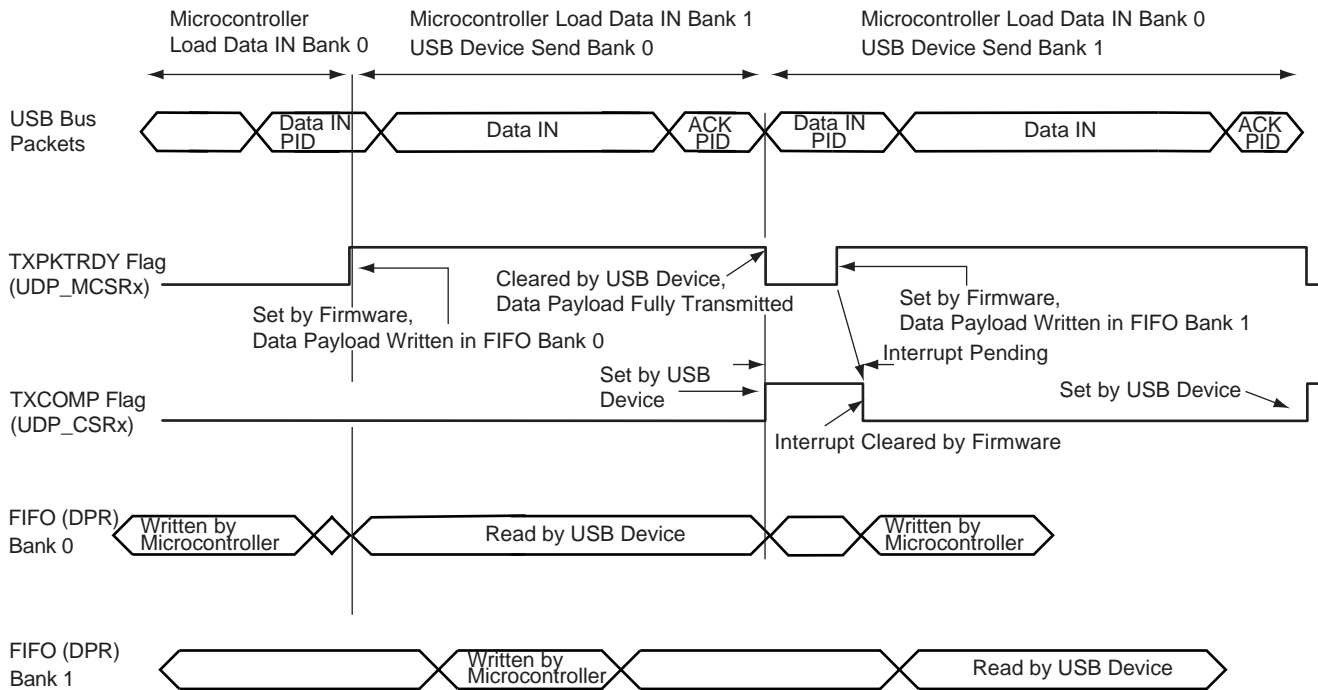 Microcontroller
Load Data IN Bank 0
Microcontroller Load Data IN Bank 1
USB Device Send Bank 0
Microcontroller Load Data IN Bank 0
USB Device Send Bank 1
USB Bus
Packets
Data IN
PID
Data IN
ACK
PID
Data IN
PID
Data IN
ACK
PID
TXPKTRDY Flag
(UDP_MCSRx)
Set by Firmware,
Data Payload Written in FIFO Bank 0
Cleared by USB Device,
Data Payload Fully Transmitted
Set by Firmware,
Data Payload Written in FIFO Bank 1
Interrupt Pending
Set by USB
Device
TXCOMP Flag
(UDP_CSRx)
Set by USB Device
Interrupt Cleared by Firmware
FIFO (DPR)
Bank 0
Written by
Microcontroller
Read by USB Device
Written by
Microcontroller
FIFO (DPR)
Bank 1
Written by
Microcontroller
Read by USB Device